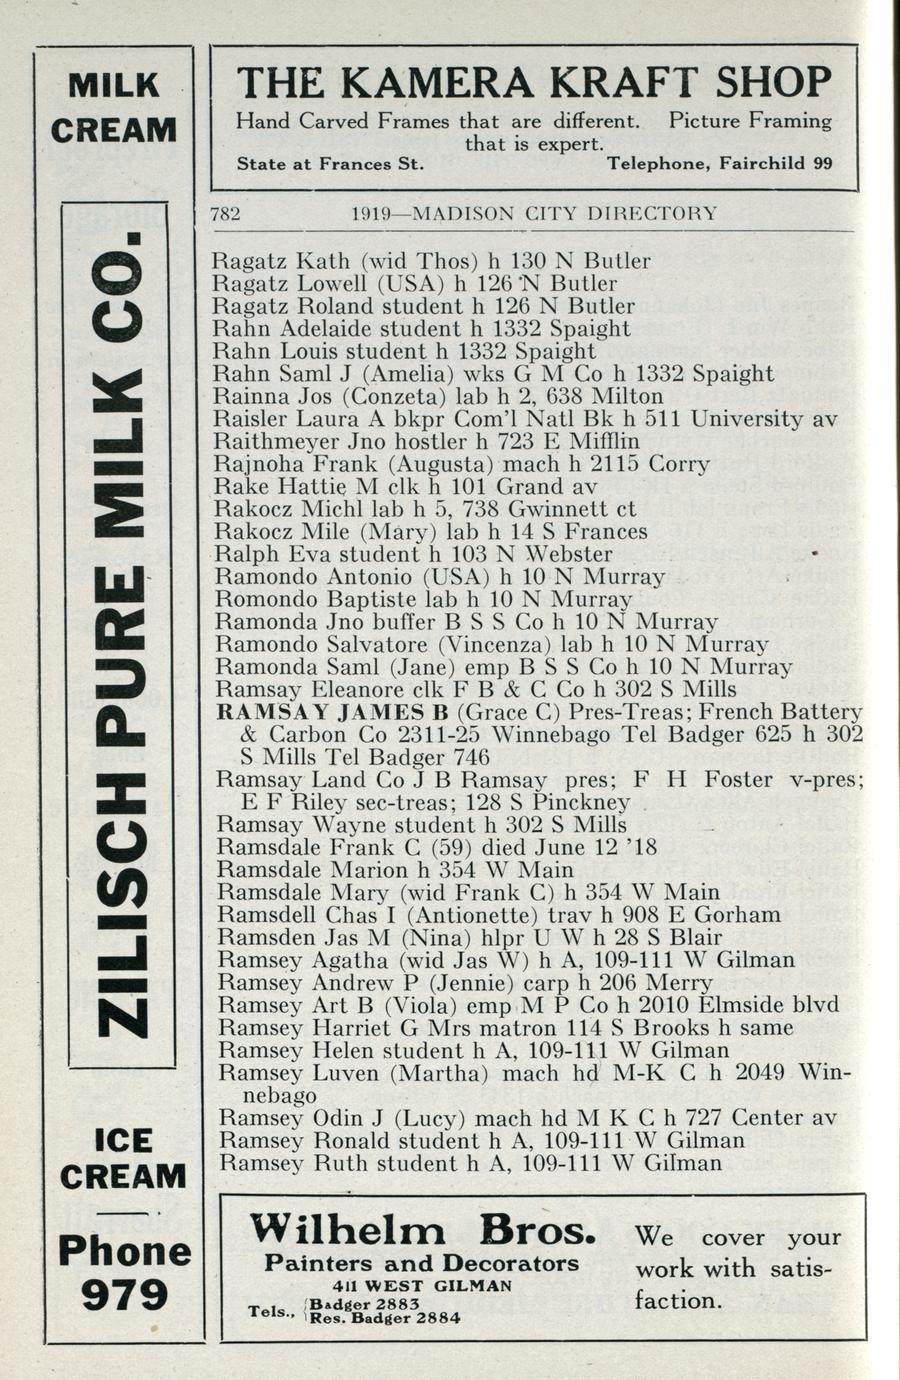 MILK
CREAM
ZILISCH PURE MILK CO.
ICE
CREAM
Phone
979
THE KAMERA KRAFT SHOP
Hand Carved Frames that are different. Picture Framing
that is expert.
State at Frances St. Telephone, Fairchild 99
782 1919—MADISON CITY DIRECTORY
Ragatz Kath (wid Thos) h 130 N Butler
Ragatz Lowell (USA) h 126 N Butler
Ragatz Roland student h 126 N Butler
Rahn Adelaide student h 1332 Spaight
Rahn Louis student h 1332 Spaight
Rahn Saml J (Amelia) wks G M Co h 1332 Spaight
Rainna Jos (Conzeta) lab h 2, 638 Milton
Raisler Laura A bkpr Com'l Natl Bk h 511 University av
Raithmeyer Jno hostler h 723 E Mifflin
Rajnoha Frank (Augusta) mach h 2115 Corry
Rake Hattie M clk h 101 Grand av
Rakocz Michl lab h 5, 738 Gwinnett ct
Rakocz Mile (Mary) lab h 14 S Frances
Ralph Eva student h 103 N Webster
Ramondo Antonio (USA) h 10 N Murray
Romondo Baptiste lab h 10 N Murray
Ramonda Jno buffer B S S Co h 10 N Murray
Ramondo Salvatore (Vincenza) lab h 10 N Murray
Ramonda Saml (Jane) emp B S S Co h 10 N Murray
Ramsay Eleanore clk F B & C Co h 302 S Mills
RAMSAY JAMES B (Grace C) Pres-Treas; French Battery
& Carbon Co 2311-25 Winnebago Tel Badger 625 h 302
S Mills Tel Badger 746
Ramsay Land Co J B Ramsay pres; F H Foster v-pres;
E F Riley sec-treas; 128 S Pinckney
Ramsay Wayne student h 302 S Mills
Ramsdale Frank C (59) died June 12 '18
Ramsdale Marion h 354 W Main
Ramsdale Mary (wid Frank C) h 354 W Main
Ramsdell Chas I (Antionette) trav h 908 E Gorham
Ramsden Jas M (Nina) hlpr U W h 28 S Blair
Ramsey Agatha (wid Jas W) h A, 109-111 W Gilman
Ramsey Andrew P (Jennie) carp h 206 Merry
Ramsey Art B (Viola) emp M P Co h 2010 Elmside blvd
Ramsey Harriet G Mrs matron 114 S Brooks h same
Ramsey Helen student h A, 109-111 W Gilman
Ramsey Luven (Martha) mach hd M-K C h 2049 Win-
nebago
Ramsey Odin J (Lucy) mach hd M K C h 727 Center av
Ramsey Ronald student h A, 109-111 W Gilman
Ramsey Ruth student h A, 109-111 W Gilman
Wilhelm Bros.
Painters and Decorators
411 WEST GILMAN
Tels., {Badger 2883
Res. Badger 2884
We cover your
work with satis-
faction.